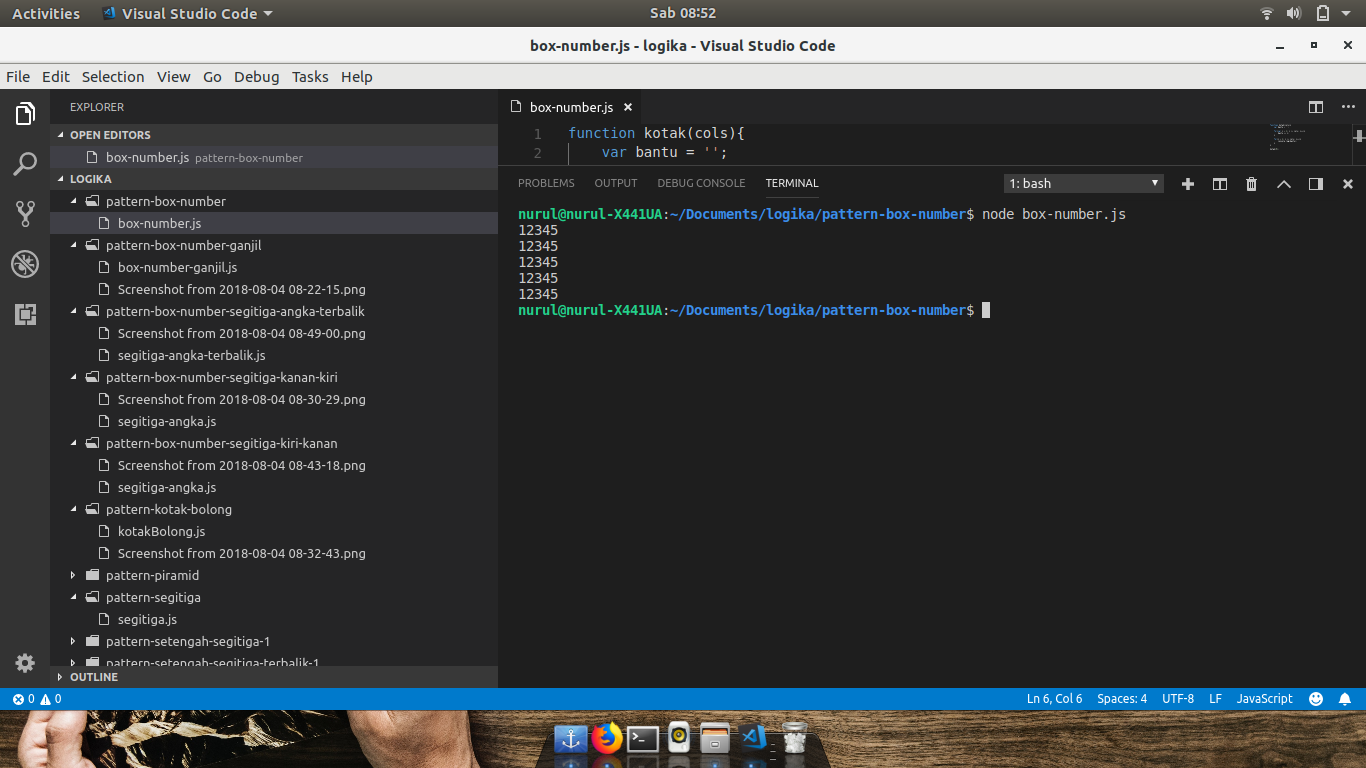 Activities
Visual Studio Code
Sab 08:52
box-number.js - logika - Visual Studio Code
File Edit Selection View Go Debug Tasks Help
EXPLORER
OPEN EDITORS
box-number.js pattern-box-number
LOGIKA
pattern-box-number
box-number.js
pattern-box-number-ganjil
box-number-ganjil.js
Screenshot from 2018-08-04 08-22-15.png
pattern-box-number-segitiga-angka-terbalik
Screenshot from 2018-08-04 08-49-00.png
segitiga-angka-terbalik.js
pattern-box-number-segitiga-kanan-kiri
Screenshot from 2018-08-04 08-30-29.png
segitiga-angka.js
pattern-box-number-segitiga-kiri-kanan
Screenshot from 2018-08-04 08-43-18.png
segitiga-angka.js
pattern-kotak-bolong
kotakBolong.js
Screenshot from 2018-08-04 08-32-43.png
pattern-piramid
pattern-segitiga
segitiga.js
pattern-setengah-segitiga-1
pattern-setengah-segitiga-terbalik-1
OUTLINE
box-number.js
1 function kotak(cols){
2 var bantu = '';
PROBLEMS OUTPUT DEBUG CONSOLE TERMINAL
1: bash
nurul@nurul-X441UA:~/Documents/logika/pattern-box-number$ node box-number.js
12345
12345
12345
12345
12345
nurul@nurul-X441UA:~/Documents/logika/pattern-box-number$
0 0
Ln 6, Col 6 Spaces: 4 UTF-8 LF JavaScript